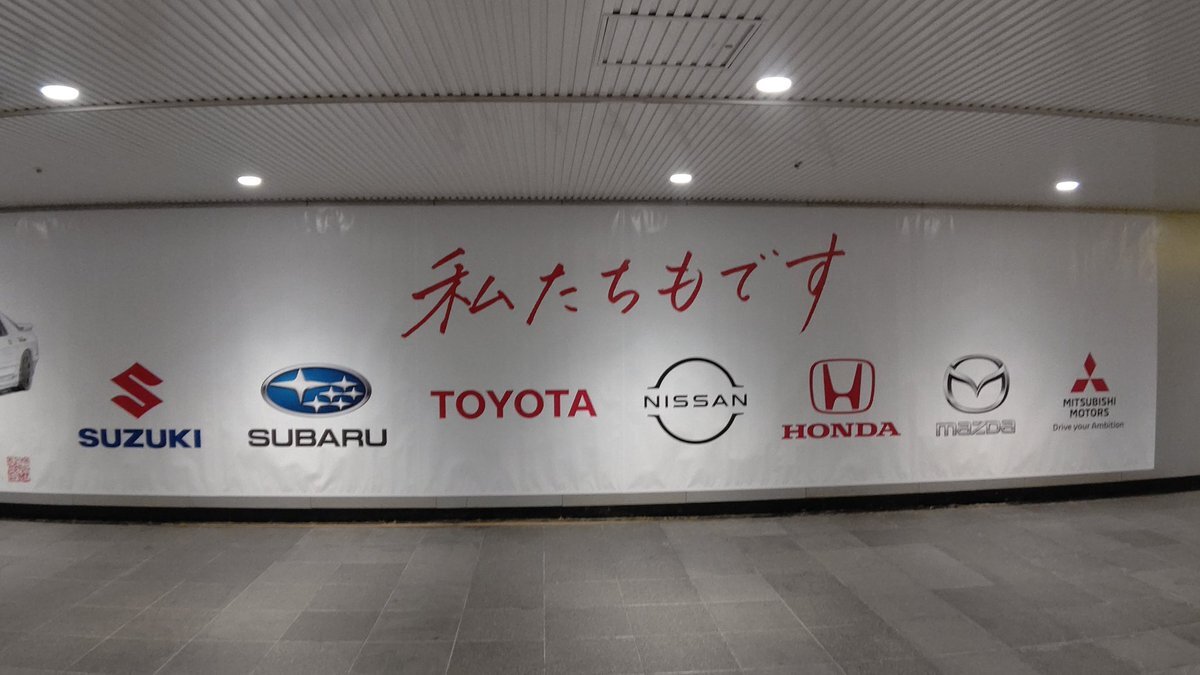 私たちもです
SUZUKI
SUBARU
TOYOTA
NISSAN
HONDA
mazda
MITSUBISHI
MOTORS
Drive your Ambition